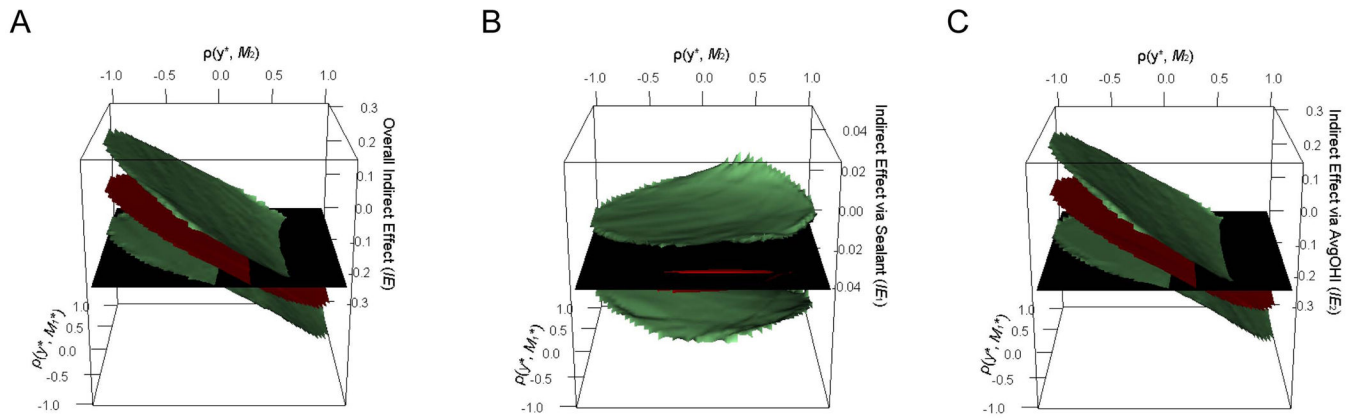 A
ρ(y*, M₂)
-1.0 -0.5 0.0 0.5 1.0
0.3
0.2
0.1
0.0
0.1
0.2
0.3
Overall Indirect Effect (IE)
1.0
0.5
0.0
-0.5
-1.0
ρ(y*, M₁*)
B
ρ(y*, M₂)
-1.0 -0.5 0.0 0.5 1.0
0.04
0.02
0.00
0.02
0.04
Indirect Effect via Sealant (IE₁)
1.0
0.5
0.0
-0.5
-1.0
ρ(y*, M₁*)
C
ρ(y*, M₂)
-1.0 -0.5 0.0 0.5 1.0
0.3
0.2
0.1
0.0
0.1
0.2
0.3
Indirect Effect via AvgOHI (IE₂)
1.0
0.5
0.0
-0.5
-1.0
ρ(y*, M₁*)